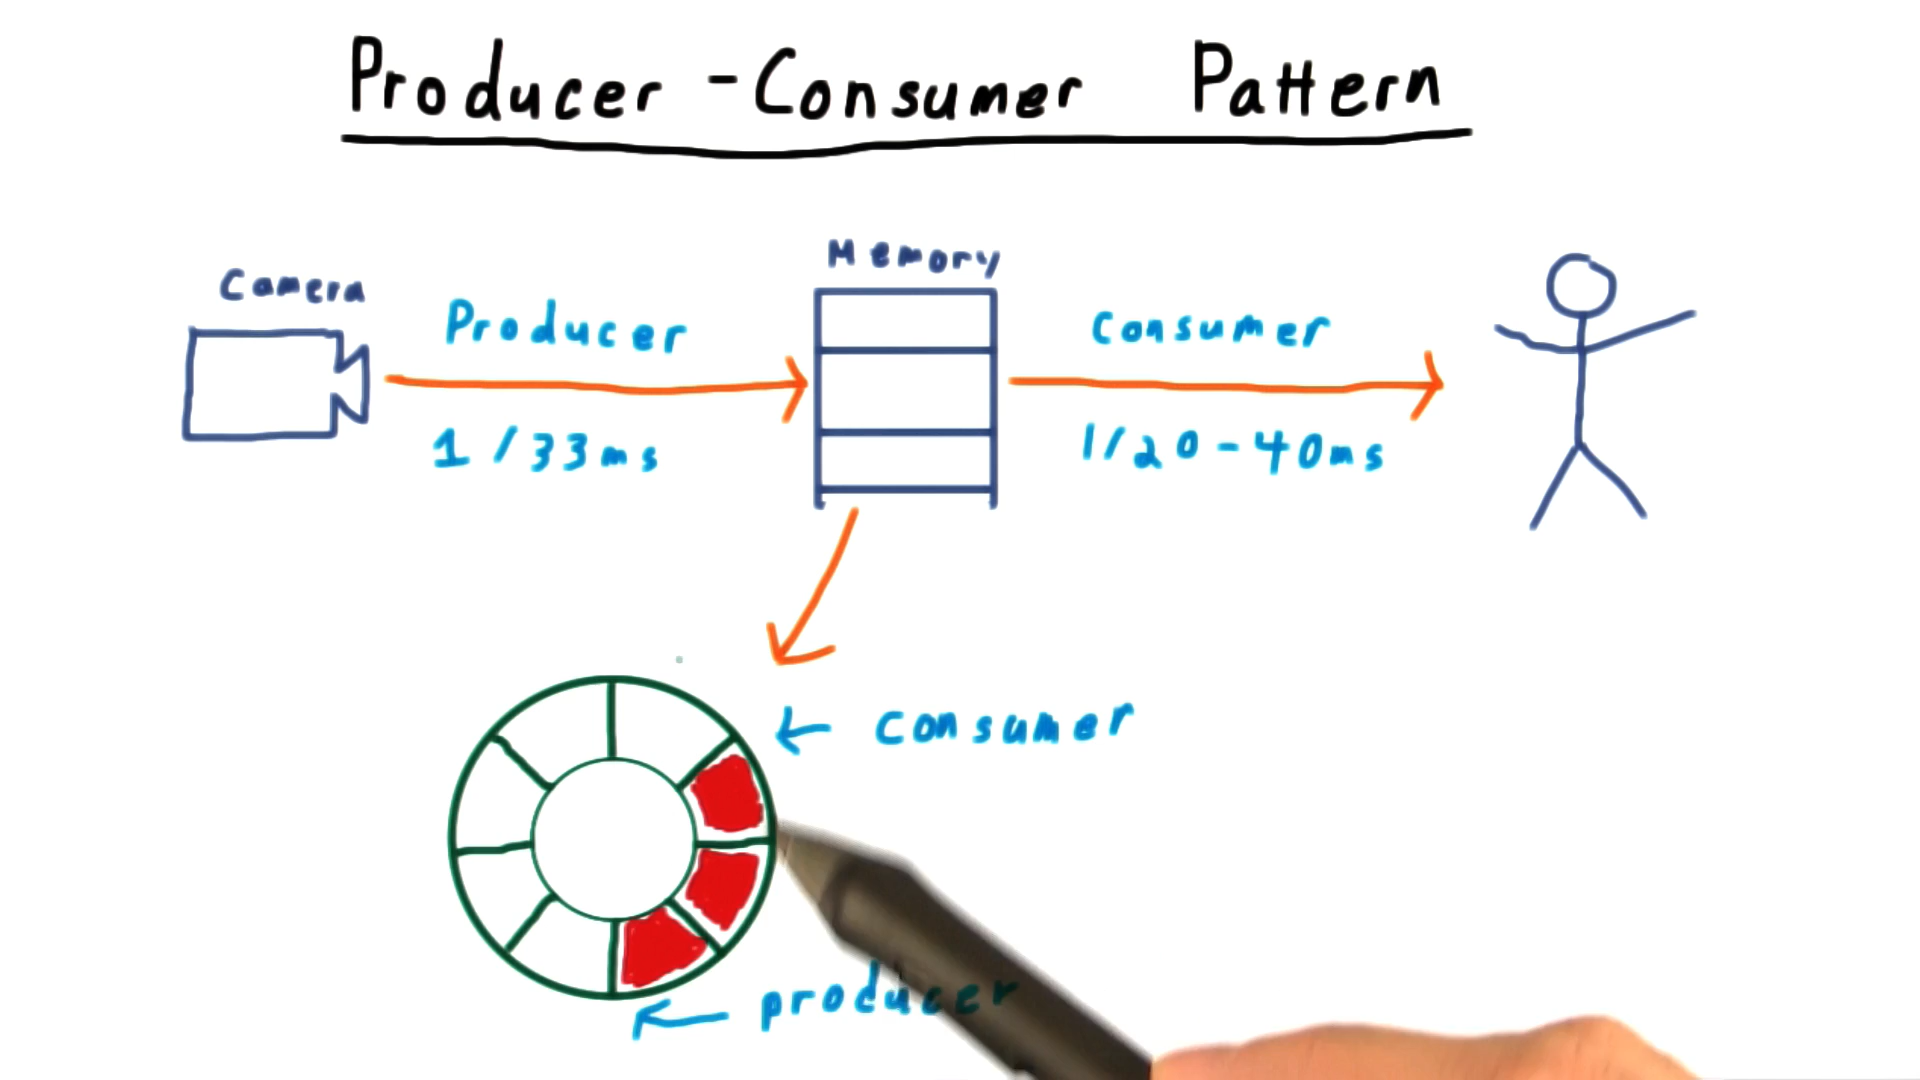 Producer - Consumer Pattern
Camera
Memory
Producer
Consumer
1/33ms
1/20-40ms
consumer
producer